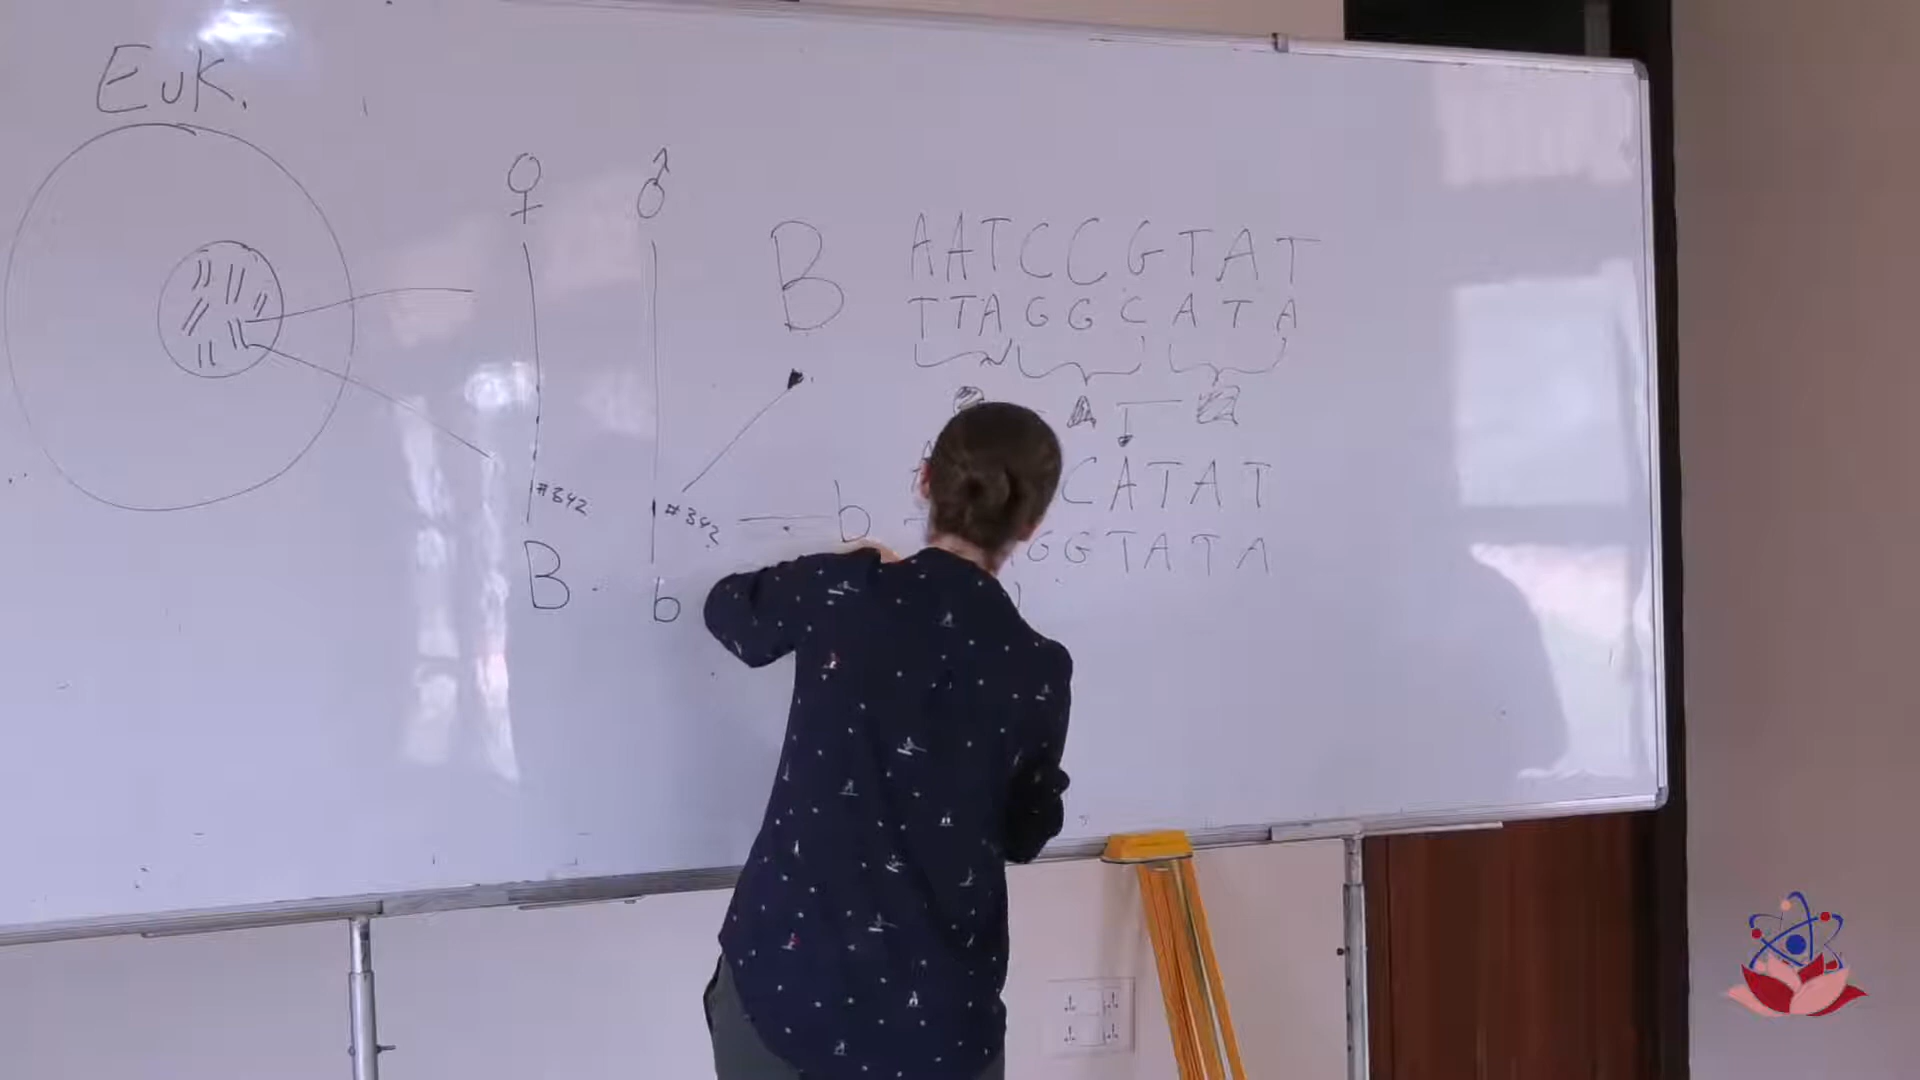 Euk.
♀ ♂
B AATCCGTAT
TTAGGCATA
CATAT
#342 #342 b
GGTATA
B b